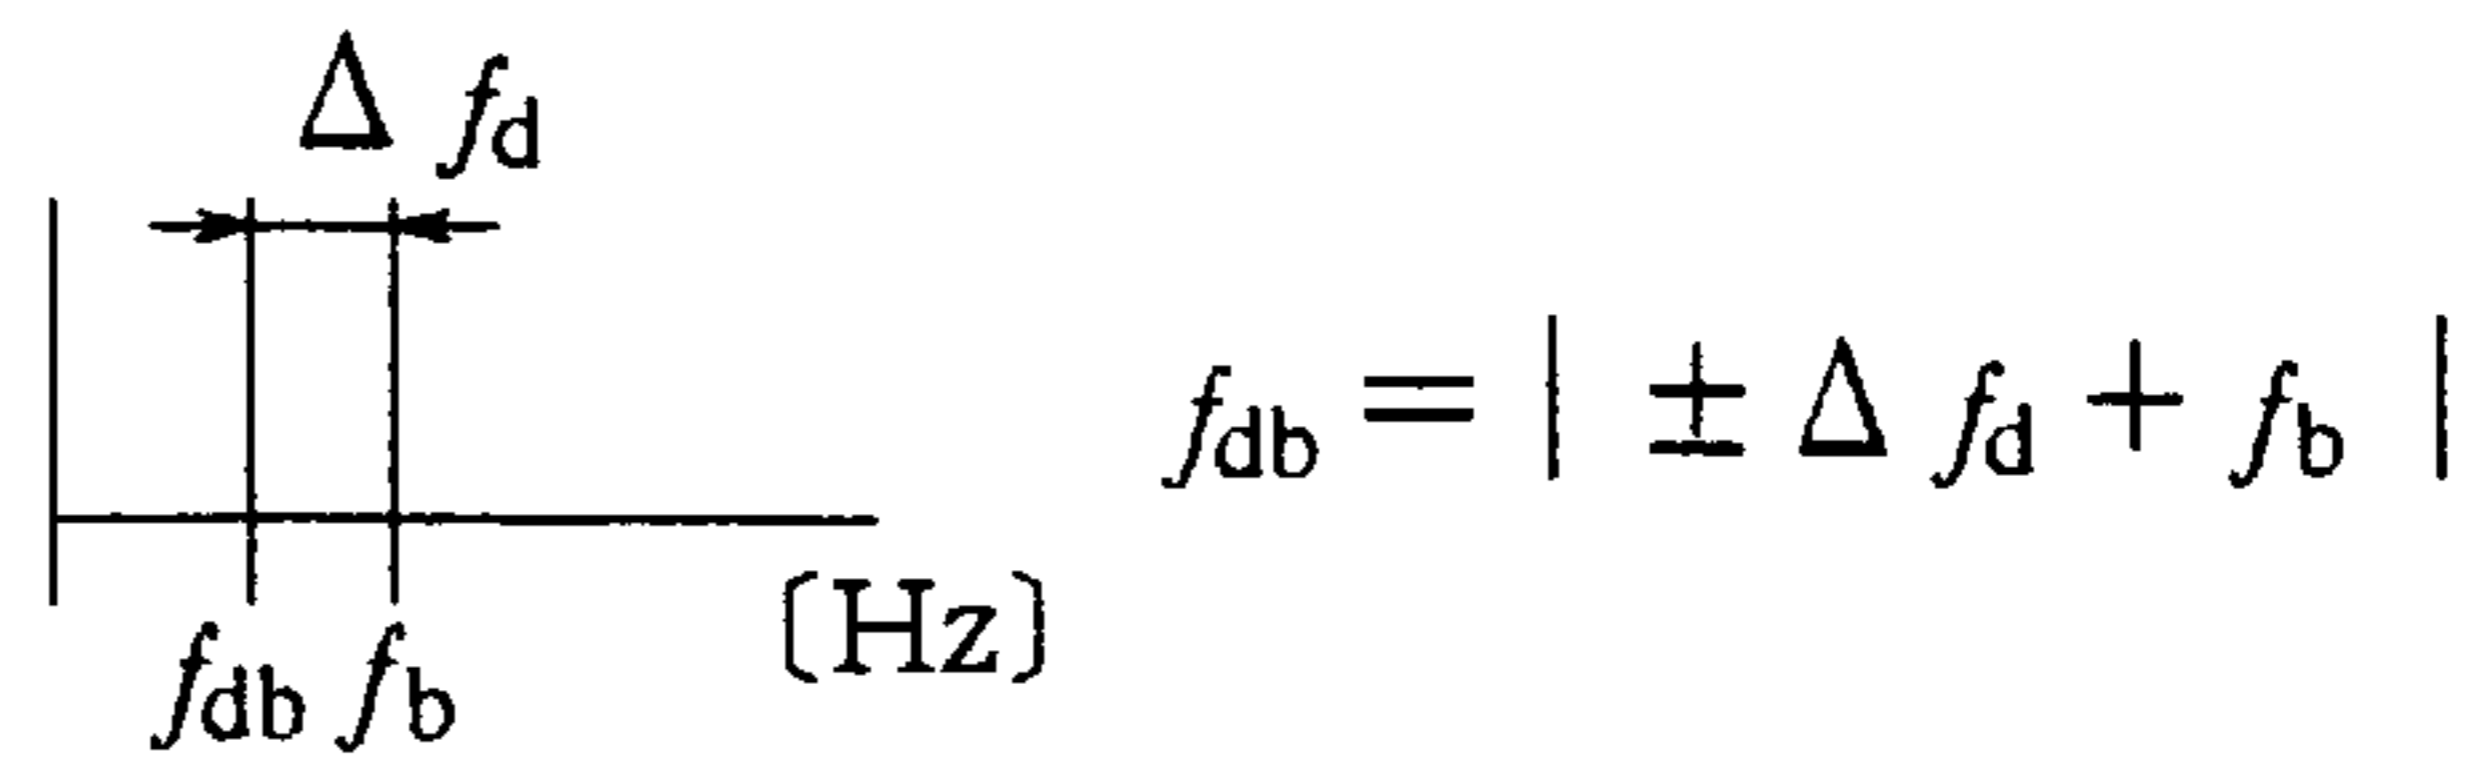 Δ fd
fdb = | ± Δ fd + fb |
fdb fb 〔Hz〕